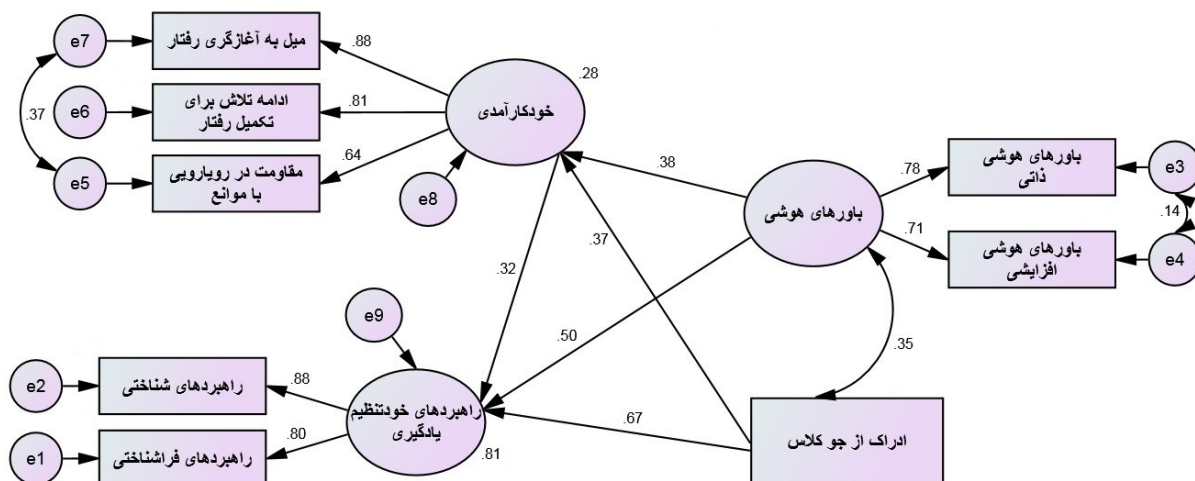 e7
میل به آغازگری رفتار
.88
.28
.37
e6
ادامه تلاش برای
تکمیل رفتار
.81
خودکارآمدی
e5
مقاومت در رویارویی
با موانع
.64
e8
.38
باورهای هوشی
.78
باورهای هوشی
ذاتی
e3
.14
.71
باورهای هوشی
افزایشی
e4
.37
.32
.50
.35
e9
e2
راهبردهای شناختی
.88
راهبردهای خودتنظیم
یادگیری
.67
ادراک از جو کلاس
e1
راهبردهای فراشناختی
.80
.81